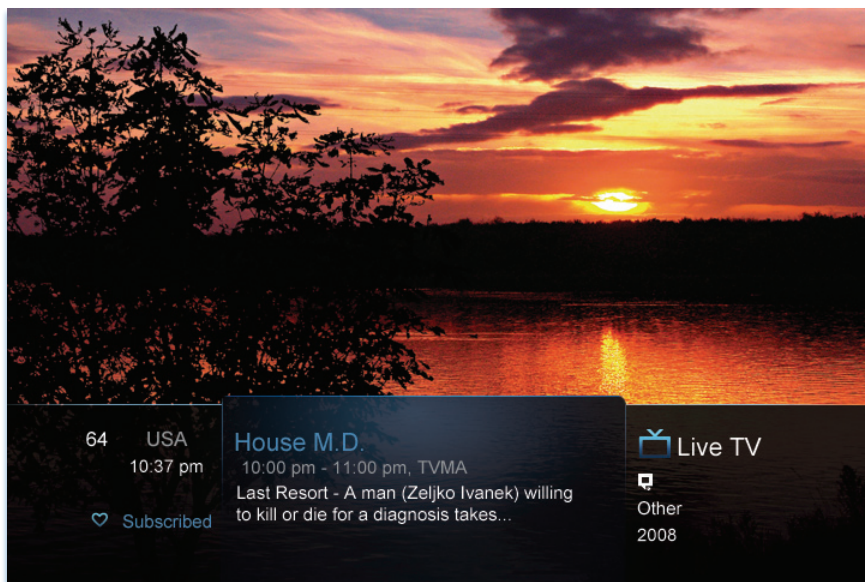 64 USA
10:37 pm
Subscribed
House M.D.
10:00 pm - 11:00 pm, TVMA
Last Resort - A man (Zeljko Ivanek) willing
to kill or die for a diagnosis takes...
Live TV
Other
2008